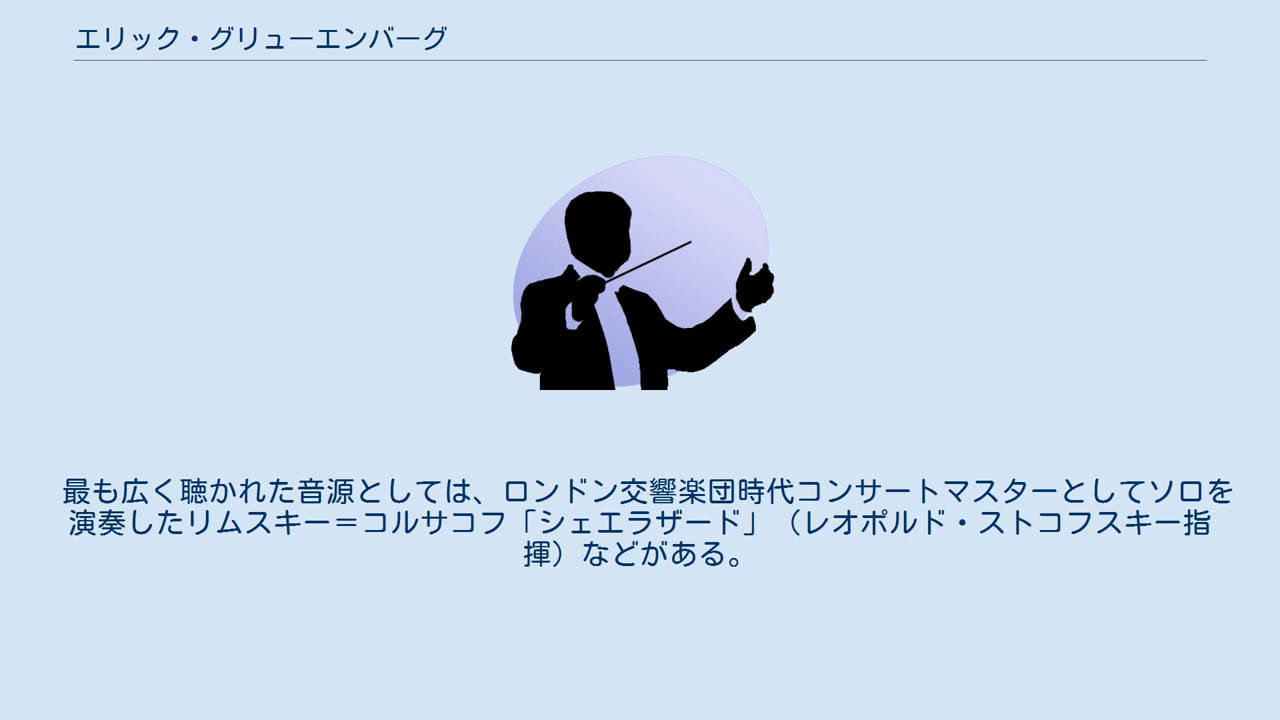 エリック・グリューエンバーグ
最も広く聴かれた音源としては、ロンドン交響楽団時代コンサートマスターとしてソロを
演奏したリムスキー＝コルサコフ「シェエラザード」（レオポルド・ストコフスキー指
揮）などがある。